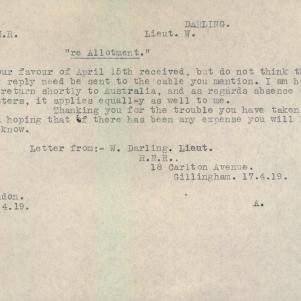 DARLING.
N.R. Lieut. W.
"re Allotment."
our favour of April 15th received, but do not think th
reply need be sent to the cable you mention. I am h
return shortly to Australia, and as regards absence
ters, it applies equall-y as well to me.
Thanking you for the trouble you have taken
hoping that if there has been any expense you will
know.
Letter from:- W. Darling. Lieut.
R.N.R..
18 Carlton Avenue.
Gillingham. 17.4.19.
don.
4.19. A.